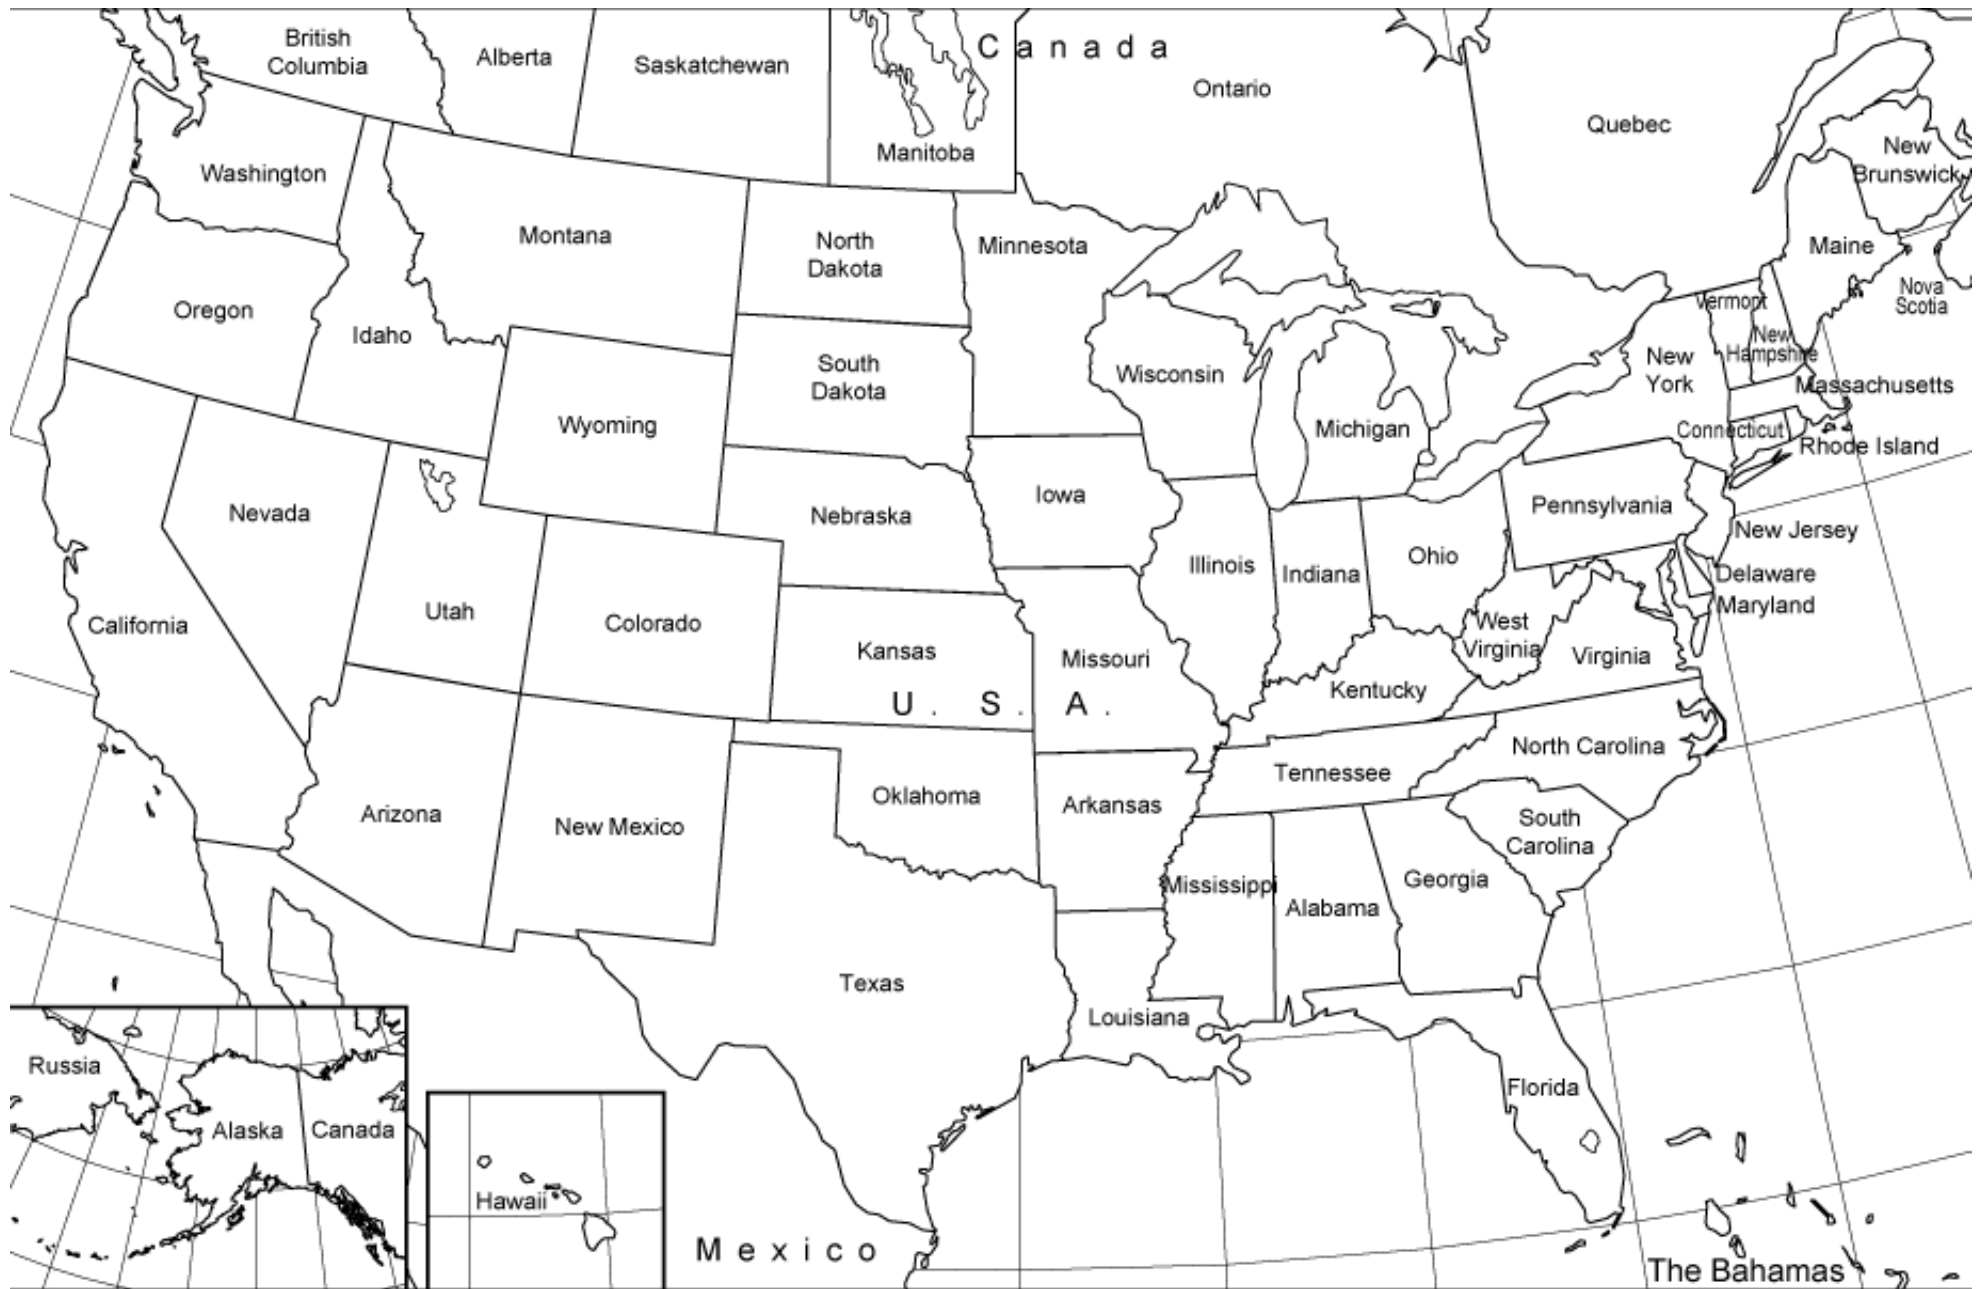 British
Columbia
Alberta
Saskatchewan
Manitoba
Canada
Ontario
Quebec
New
Brunswick
Nova
Scotia
Washington
Montana
North
Dakota
Minnesota
Maine
Vermont
New
Hampshire
Oregon
Idaho
South
Dakota
Wisconsin
New
York
Massachusetts
Wyoming
Michigan
Connecticut
Rhode Island
Nevada
Nebraska
Iowa
Pennsylvania
New Jersey
Illinois
Indiana
Ohio
Delaware
Maryland
California
Utah
Colorado
Kansas
Missouri
West
Virginia
Virginia
Kentucky
U. S. A.
North Carolina
Tennessee
Arizona
New Mexico
Oklahoma
Arkansas
South
Carolina
Mississippi
Alabama
Georgia
Texas
Louisiana
Florida
Russia
Alaska
Canada
Hawaii
Mexico
The Bahamas